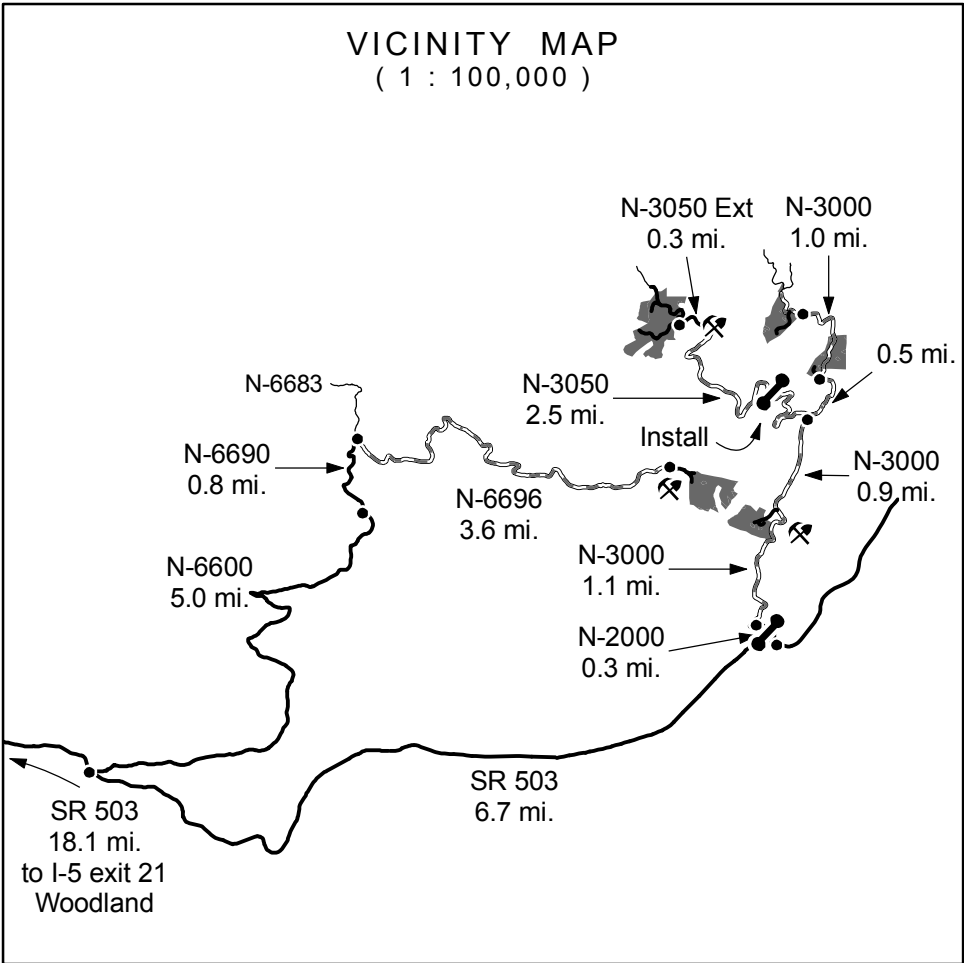 VICINITY MAP
( 1 : 100,000 )
N-3050 Ext
0.3 mi.
N-3000
1.0 mi.
0.5 mi.
N-6683
N-3050
2.5 mi.
Install
N-6690
0.8 mi.
N-3000
0.9 mi.
N-6696
3.6 mi.
N-6600
5.0 mi.
N-3000
1.1 mi.
N-2000
0.3 mi.
SR 503
6.7 mi.
SR 503
18.1 mi.
to I-5 exit 21
Woodland